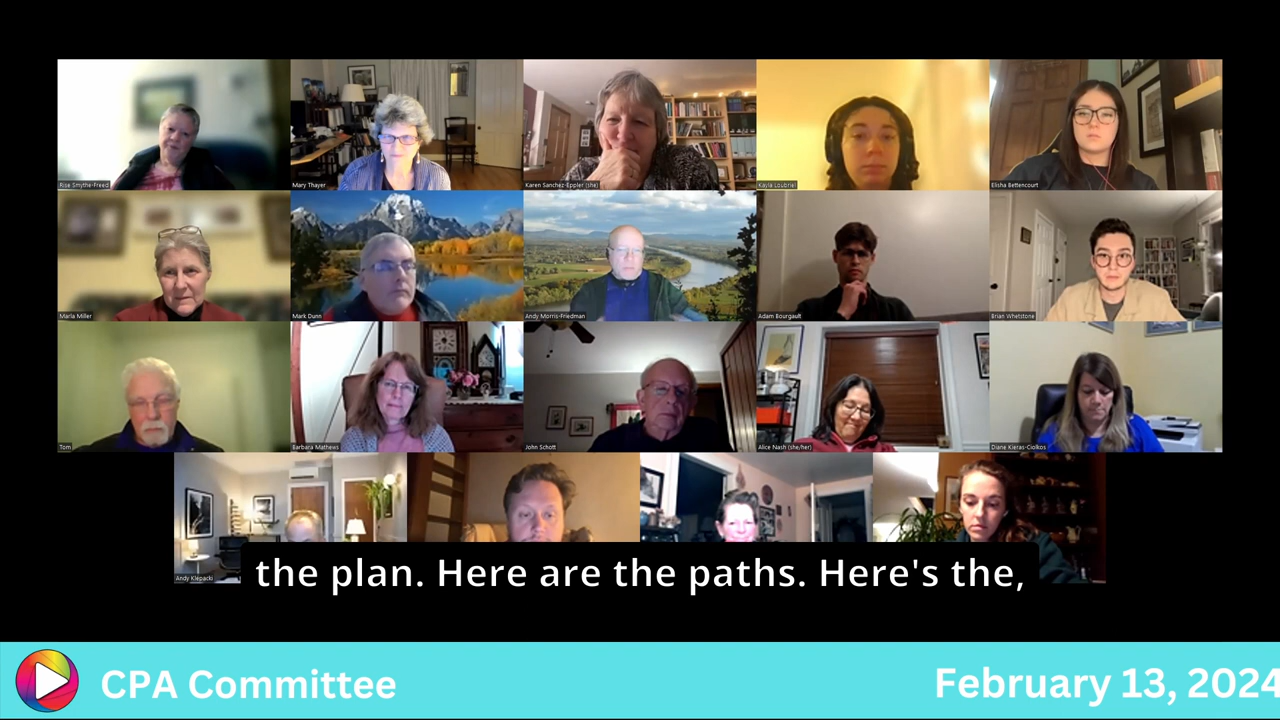 Rise Smythe-Freed
Mary Thayer
Karen Sanchez-Eppler (she)
Kayla Loubriel
Elisha Bettencourt
Marla Miller
Mark Dunn
Andy Morris-Friedman
Adam Bourgault
Brian Whetstone
Tom
Barbara Mathews
John Schott
Alice Nash (she/her)
Diane Kieras-Ciolkos
Andy Klepacki
the plan. Here are the paths. Here's the,
CPA Committee
February 13, 2024